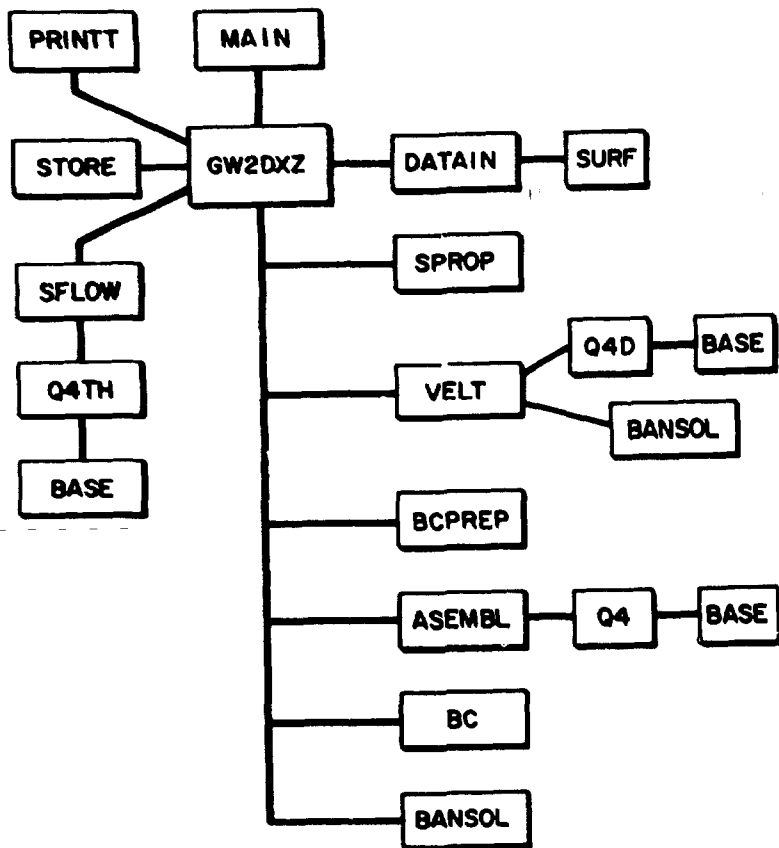 PRINTT
MAIN
STORE
GW2DXZ
DATAIN
SURF
SFLOW
SPROP
Q4TH
VELT
Q4D
BASE
BANSOL
BASE
BCPREP
ASEMBL
Q4
BASE
BC
BANSOL